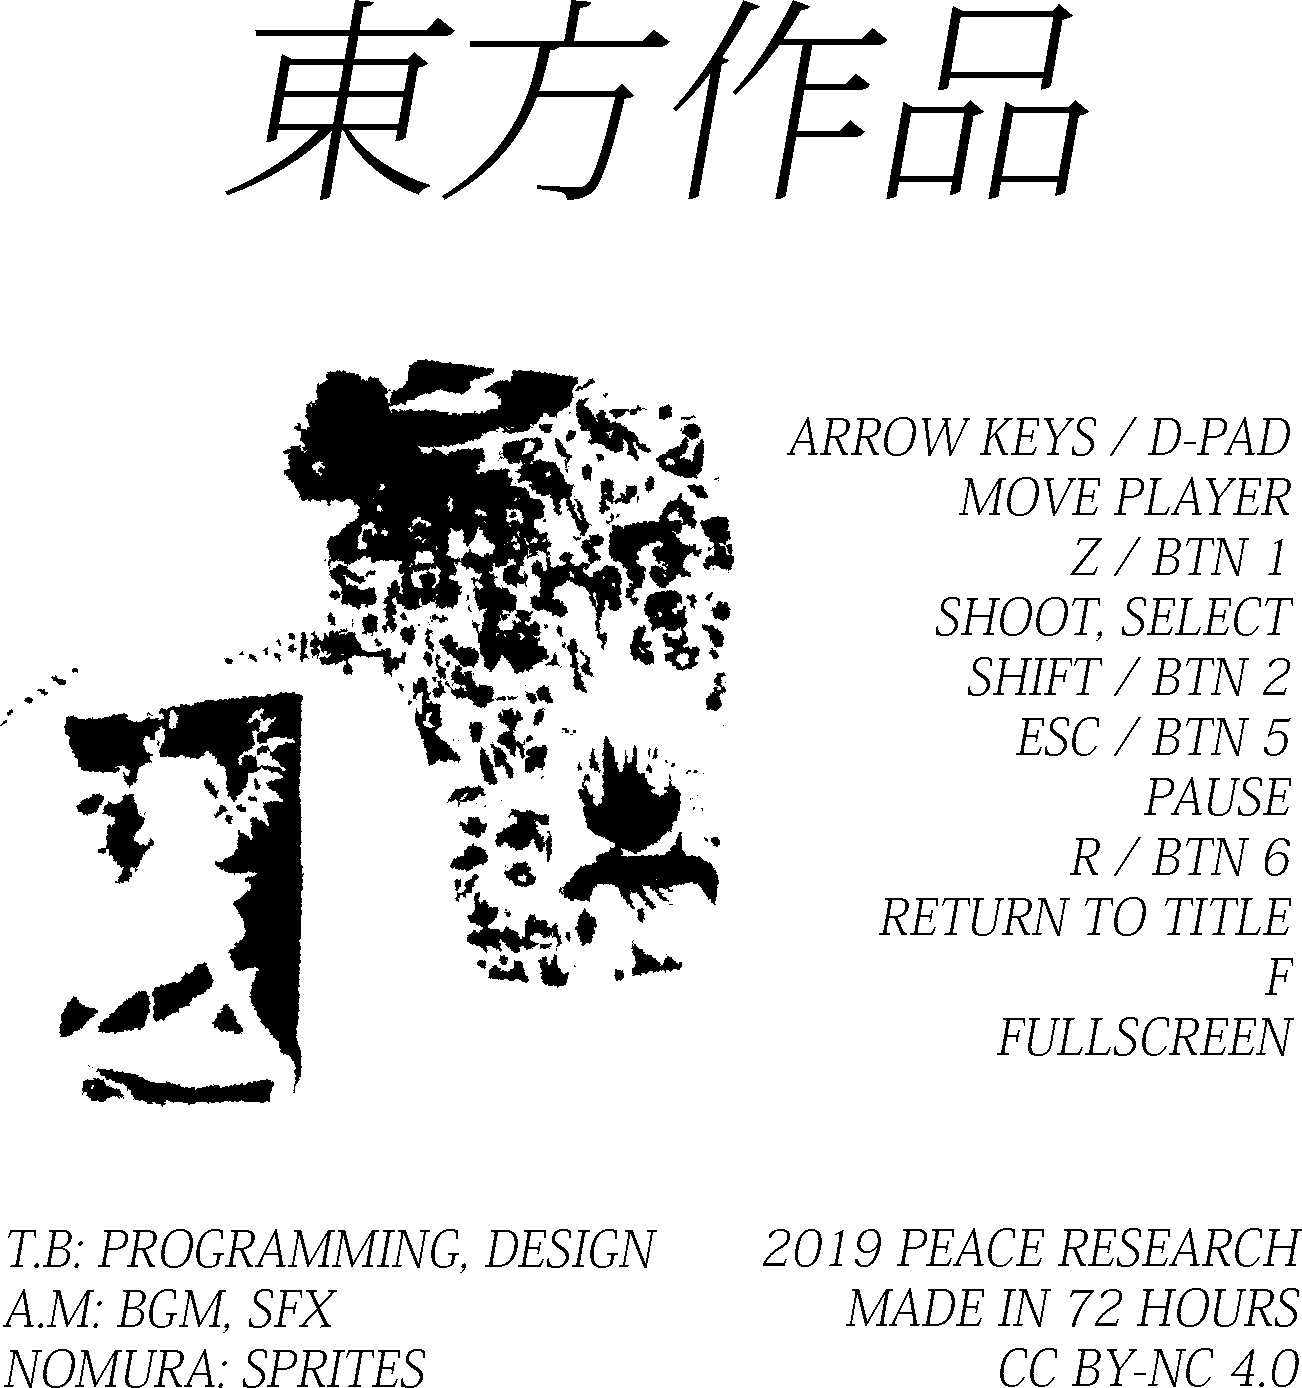 東方作品
ARROW KEYS / D-PAD
MOVE PLAYER
Z / BTN 1
SHOOT, SELECT
SHIFT / BTN 2
ESC / BTN 5
PAUSE
R / BTN 6
RETURN TO TITLE
F
FULLSCREEN
T.B: PROGRAMMING, DESIGN
A.M: BGM, SFX
NOMURA: SPRITES
2019 PEACE RESEARCH
MADE IN 72 HOURS
CC BY-NC 4.0